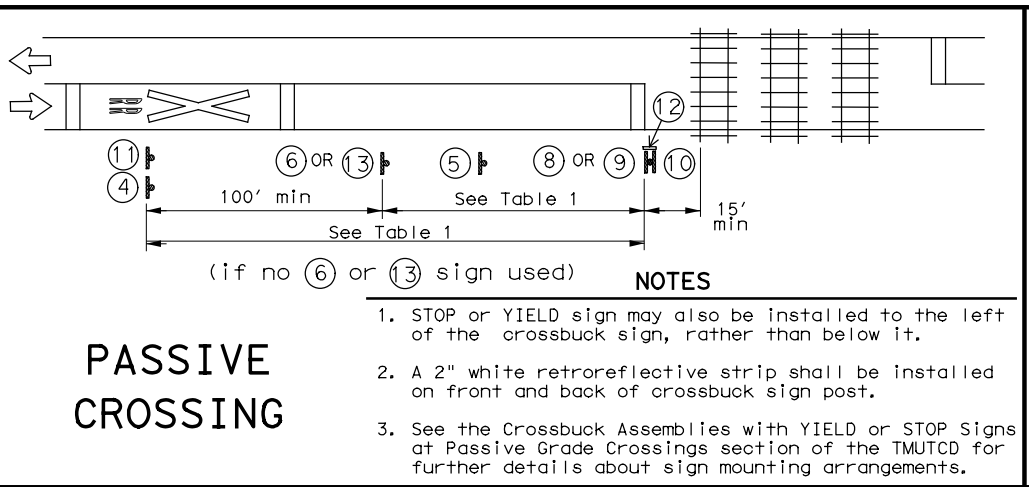 12
11
6 OR 13
5
8 OR 9
10
4
100' min
See Table 1
15'
min
See Table 1
(if no 6 or 13 sign used)
NOTES
PASSIVE
CROSSING
1. STOP or YIELD sign may also be installed to the left
of the crossbuck sign, rather than below it.
2. A 2" white retroreflective strip shall be installed
on front and back of crossbuck sign post.
3. See the Crossbuck Assemblies with YIELD or STOP Signs
at Passive Grade Crossings section of the TMUTCD for
further details about sign mounting arrangements.